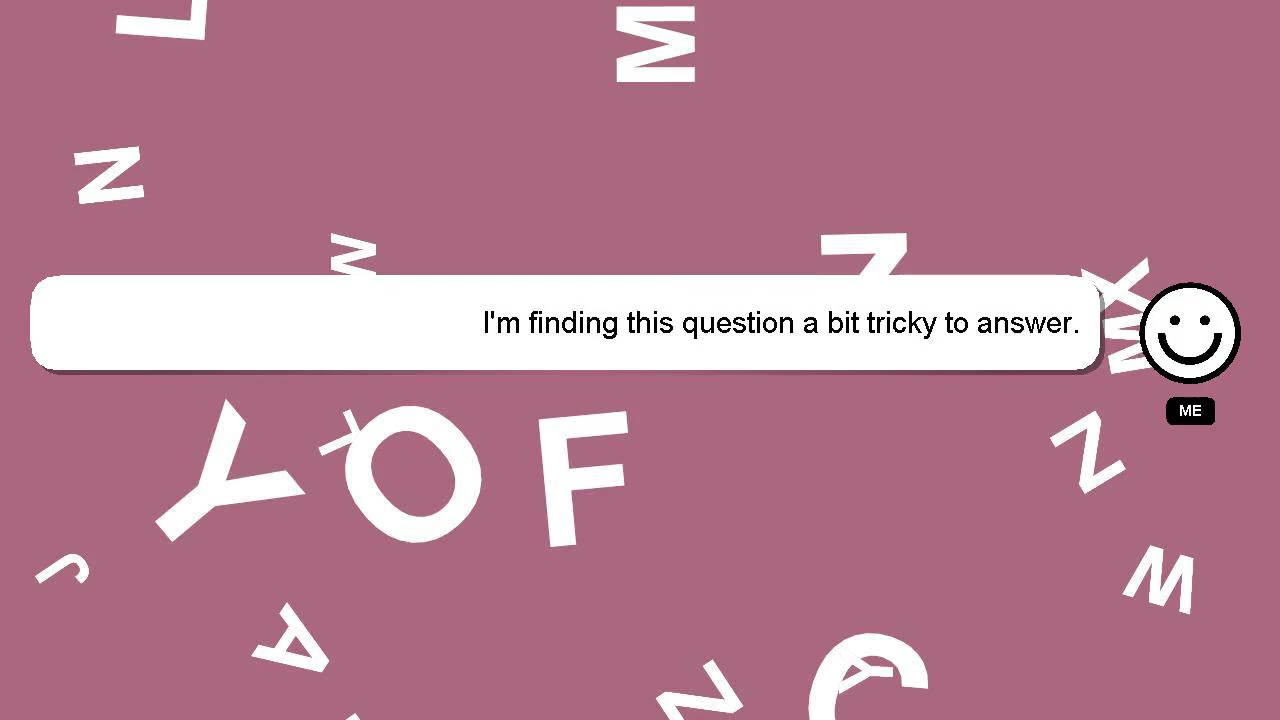 L
M
N
N
Z
X
M
I'm finding this question a bit tricky to answer.
ME
Y
X
O
F
Z
J
W
A
N
C
A